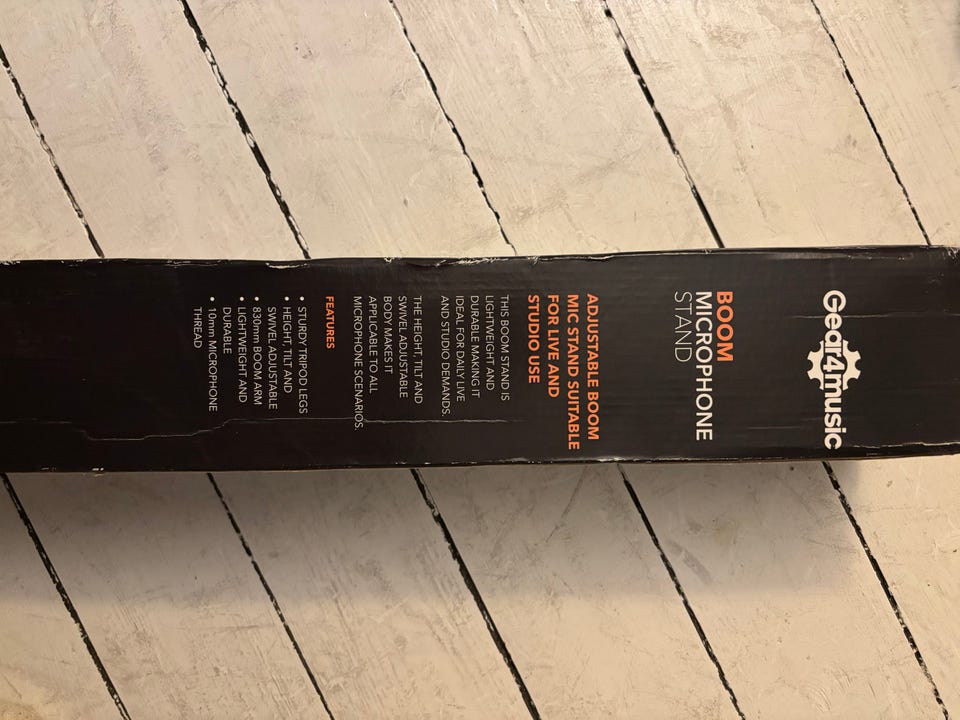 Gear4music
BOOM
MICROPHONE
STAND
ADJUSTABLE BOOM
MIC STAND SUITABLE
FOR LIVE AND
STUDIO USE
THIS BOOM STAND IS
LIGHTWEIGHT AND
DURABLE MAKING IT
IDEAL FOR DAILY LIVE
AND STUDIO DEMANDS.
THE HEIGHT, TILT AND
SWIVEL ADJUSTABLE
BODY MAKES IT
APPLICABLE TO ALL
MICROPHONE SCENARIOS.
FEATURES
• STURDY TRIPOD LEGS
• HEIGHT, TILT AND
SWIVEL ADJUSTABLE
• 830mm BOOM ARM
• LIGHTWEIGHT AND
DURABLE
• 10mm MICROPHONE
THREAD